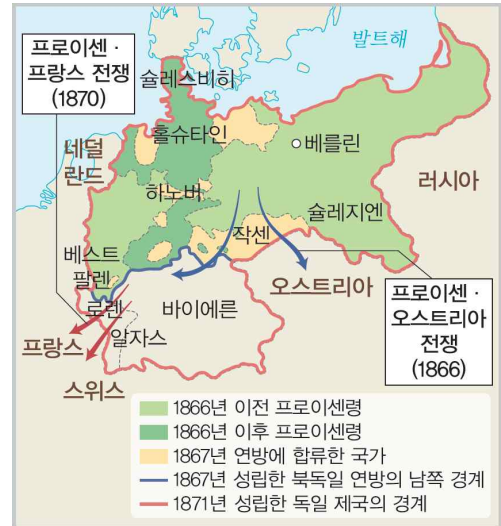 프로이센·
프랑스 전쟁
(1870)
발트해
슐레스비히
홀슈타인
베를린
네덜
란드
하노버
러시아
슐레지엔
작센
베스트
팔렌
오스트리아
프로이센·
오스트리아
전쟁
(1866)
로렌
바이에른
알자스
프랑스
스위스
1866년 이전 프로이센령
1866년 이후 프로이센령
1867년 연방에 합류한 국가
1867년 성립한 북독일 연방의 남쪽 경계
1871년 성립한 독일 제국의 경계